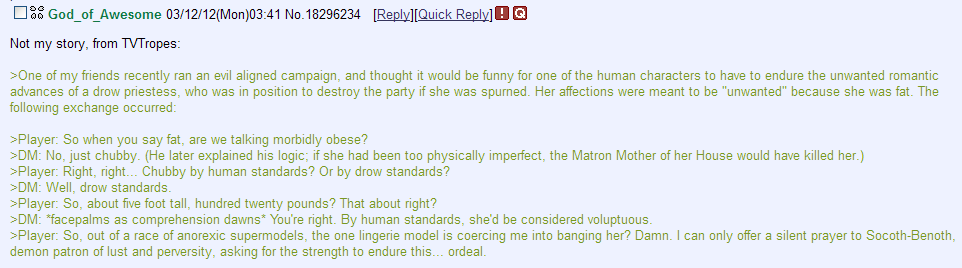 God_of_Awesome 03/12/12(Mon)03:41 No.18296234 [Reply][Quick Reply] ! Q
Not my story, from TVTropes:
>One of my friends recently ran an evil aligned campaign, and thought it would be funny for one of the human characters to have to endure the unwanted romantic
advances of a drow priestess, who was in position to destroy the party if she was spurned. Her affections were meant to be "unwanted" because she was fat. The
following exchange occurred:
>Player: So when you say fat, are we talking morbidly obese?
>DM: No, just chubby. (He later explained his logic; if she had been too physically imperfect, the Matron Mother of her House would have killed her.)
>Player: Right, right... Chubby by human standards? Or by drow standards?
>DM: Well, drow standards.
>Player: So, about five foot tall, hundred twenty pounds? That about right?
>DM: *facepalms as comprehension dawns* You're right. By human standards, she'd be considered voluptuous.
>Player: So, out of a race of anorexic supermodels, the one lingerie model is coercing me into banging her? Damn. I can only offer a silent prayer to Socoth-Benoth,
demon patron of lust and perversity, asking for the strength to endure this... ordeal.